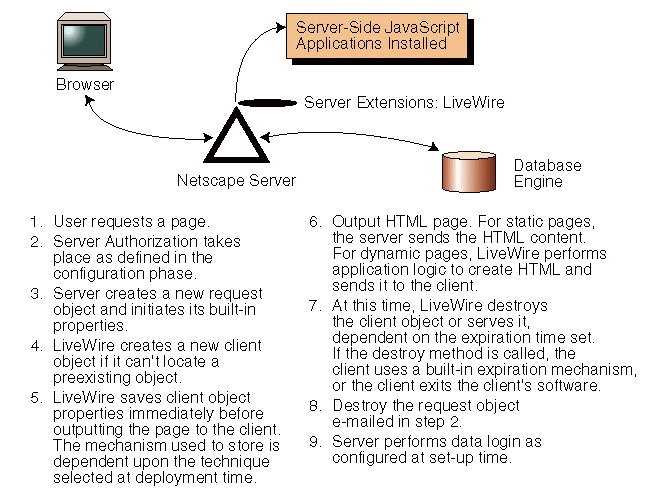 Server-Side JavaScript
Applications Installed
Browser
Server Extensions: LiveWire
Netscape Server
Database
Engine
1. User requests a page.
2. Server Authorization takes
place as defined in the
configuration phase.
3. Server creates a new request
object and initiates its built-in
properties.
4. LiveWire creates a new client
object if it can't locate a
preexisting object.
5. LiveWire saves client object
properties immediately before
outputting the page to the client.
The mechanism used to store is
dependent upon the technique
selected at deployment time.
6. Output HTML page. For static pages,
the server sends the HTML content.
For dynamic pages, LiveWire performs
application logic to create HTML and
sends it to the client.
7. At this time, LiveWire destroys
the client object or serves it,
dependent on the expiration time set.
If the destroy method is called, the
client uses a built-in expiration mechanism,
or the client exits the client's software.
8. Destroy the request object
e-mailed in step 2.
9. Server performs data login as
configured at set-up time.